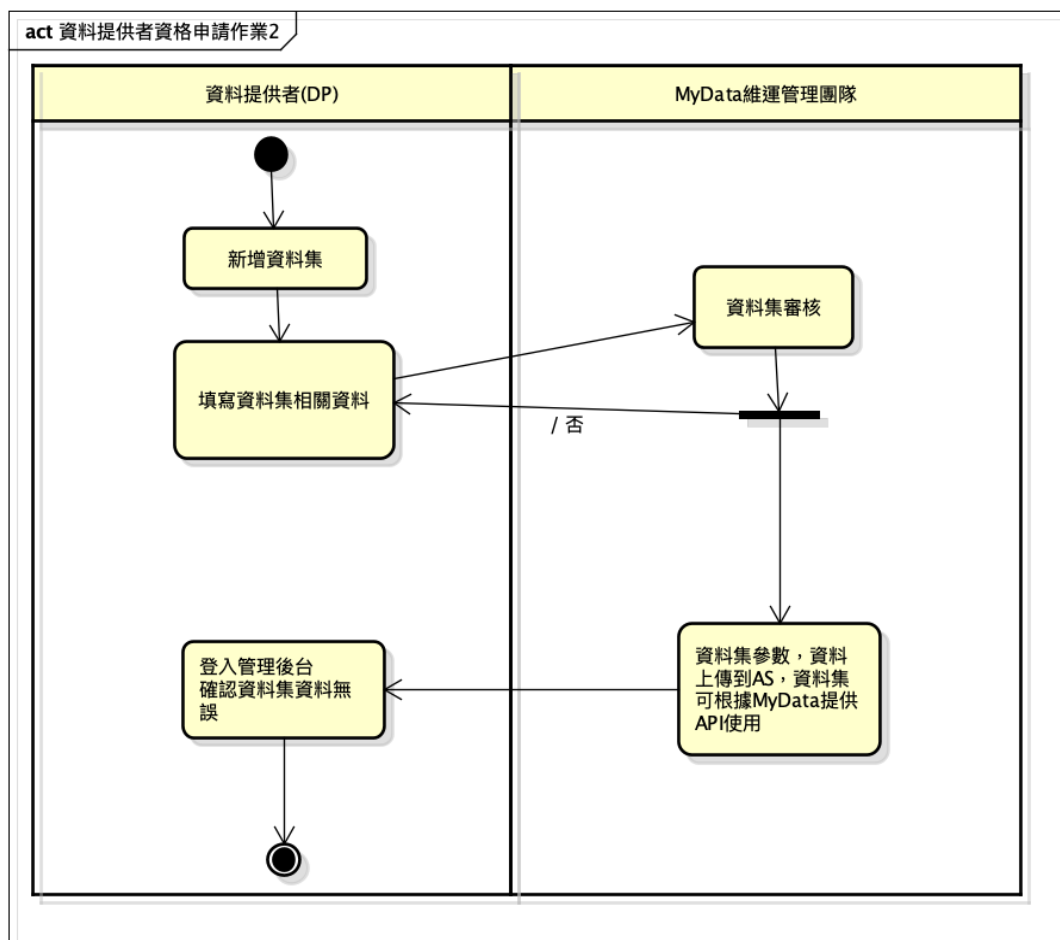 act 資料提供者資格申請作業2
資料提供者(DP)
MyData維運管理團隊
新增資料集
資料集審核
填寫資料集相關資料
/ 否
資料集參數，資料
上傳到AS，資料集
可根據MyData提供
API使用
登入管理後台
確認資料集資料無
誤